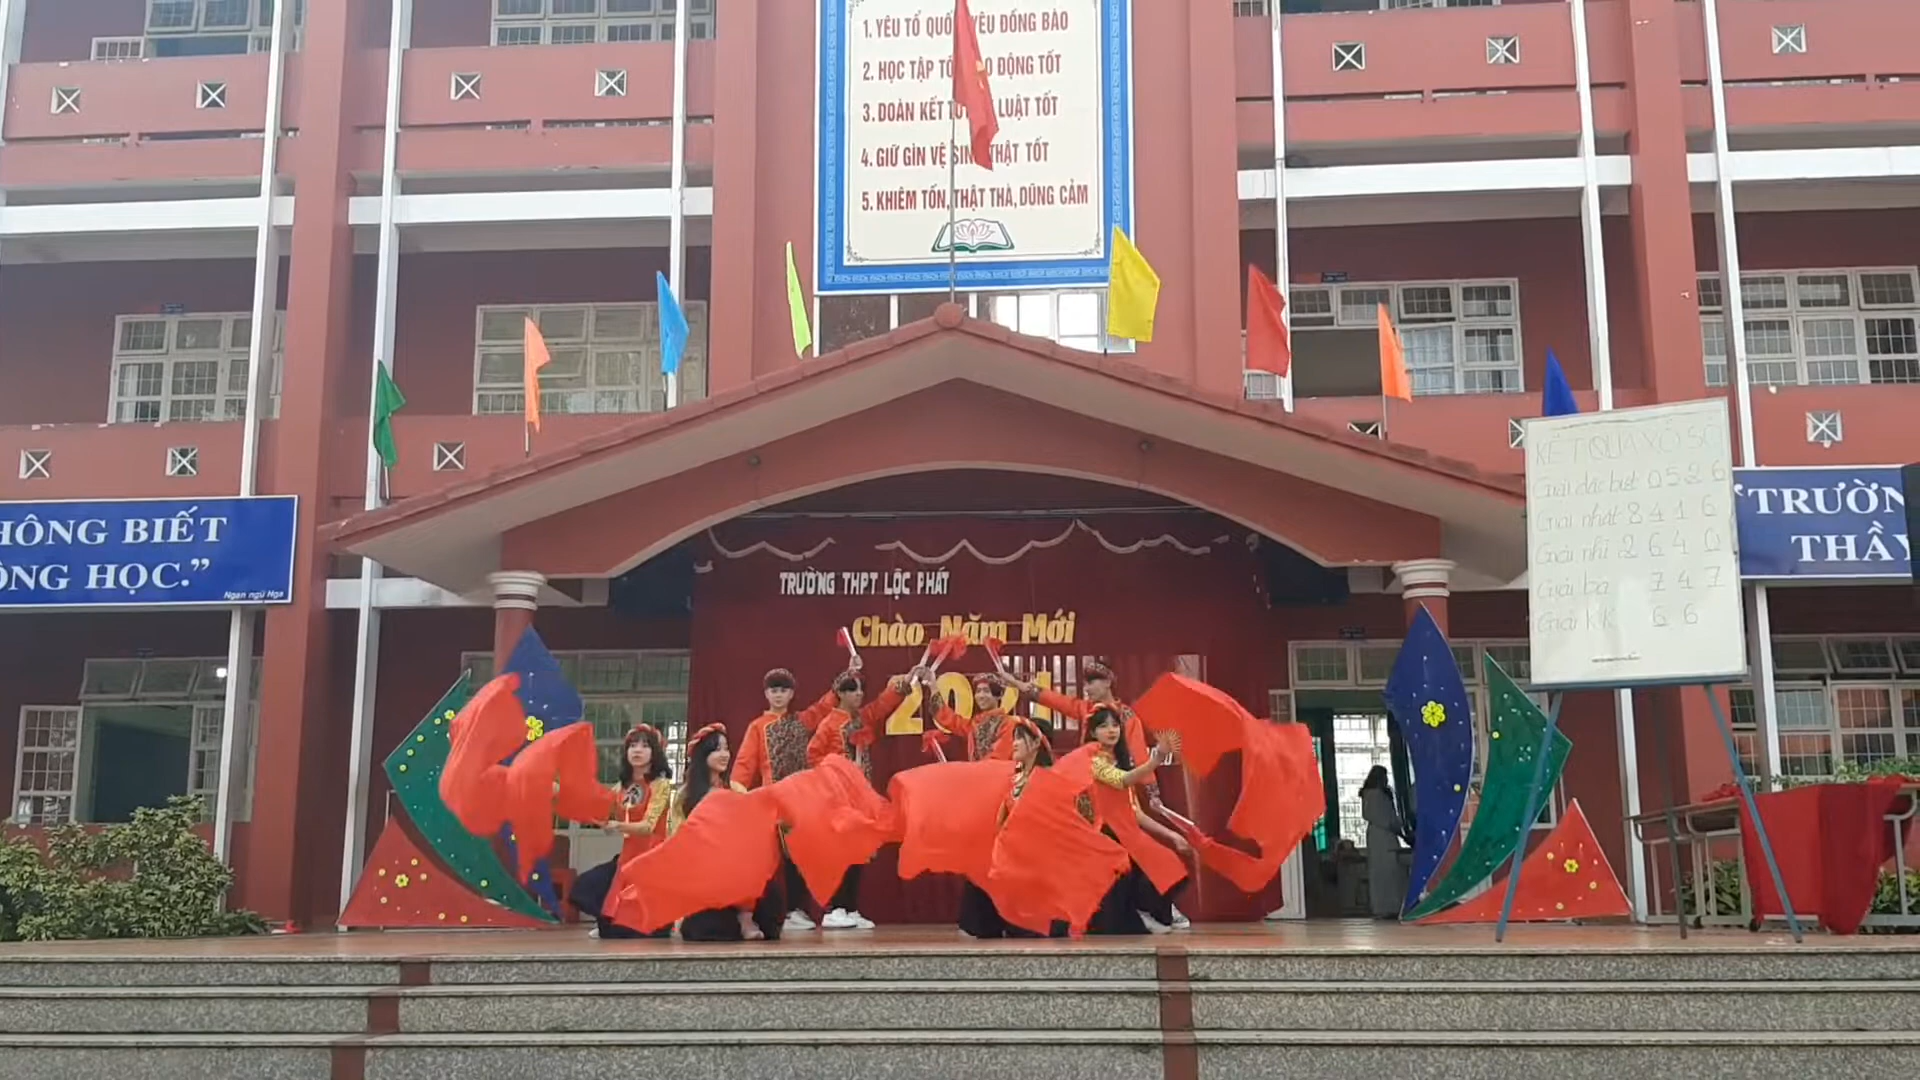 1. YÊU TỔ QUỐC YÊU ĐỒNG BÀO
2. HỌC TẬP ĐỘNG TỐT
3. ĐOÀN KẾT LUẬT TỐT
4. GIỮ GÌN VỆ SINH THẬT TỐT
5. KHIÊM TỐN, THẬT THÀ, DŨNG CẢM
HÔNG BIẾT
ÔNG HỌC.”
Ngạn ngữ Nga
TRƯỜNG THPT LỘC PHÁT
Chào Năm Mới
2021
KẾT QUẢ XỔ SỐ
Giải đặc biệt 0526
Giải nhất 8416
Giải nhì 2640
Giải ba 747
Giải KK 66
“TRƯỜN
THẦY